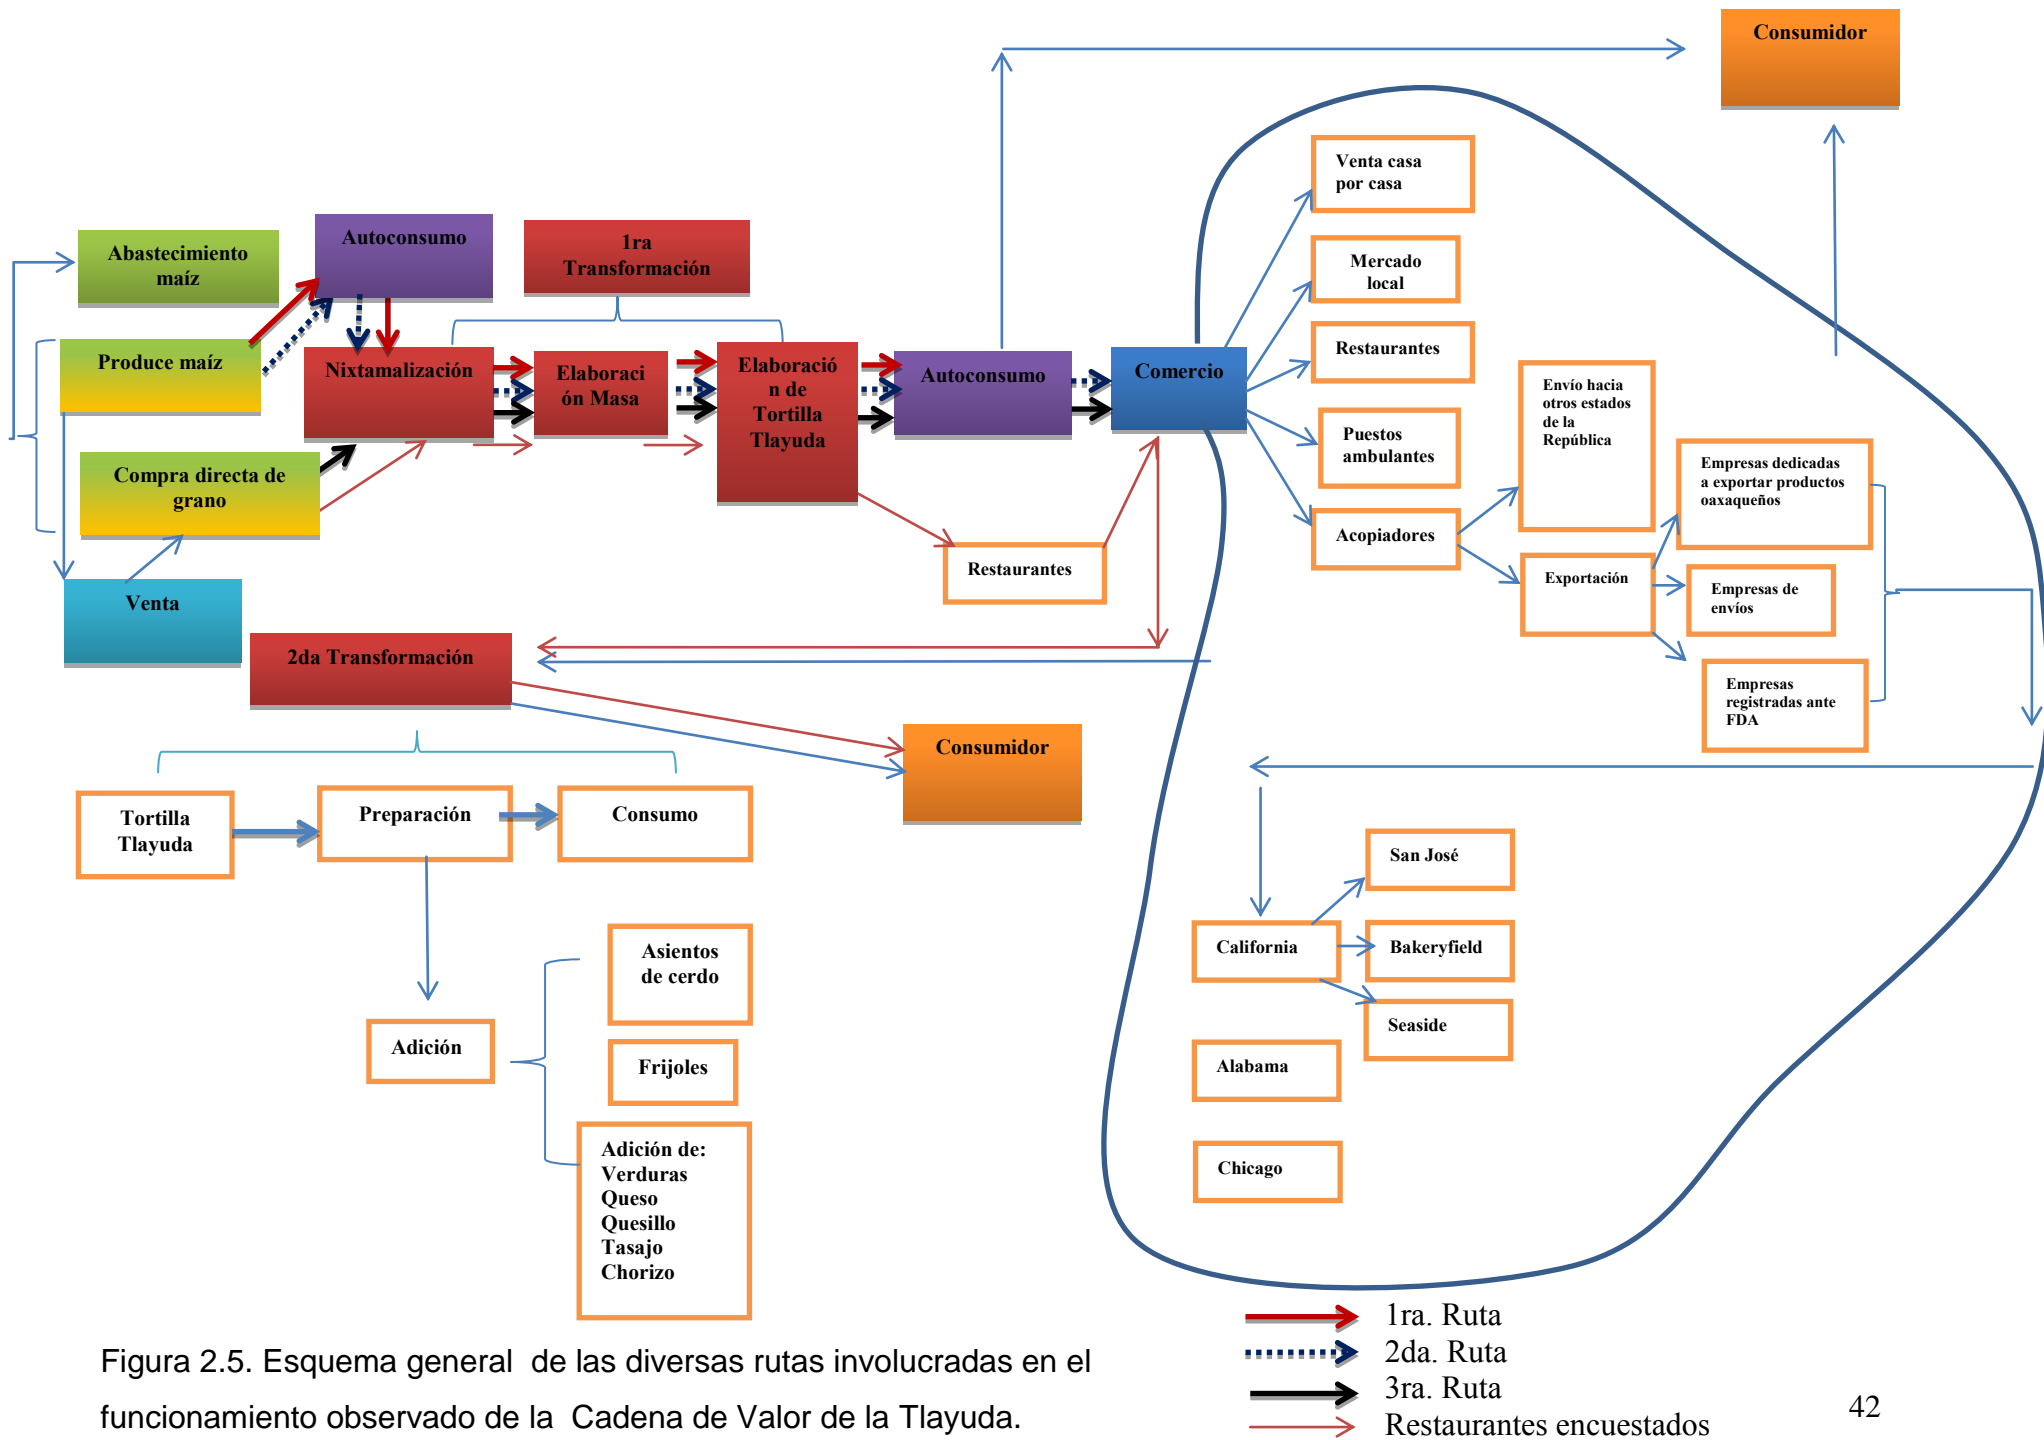 Consumidor
Venta casa
por casa
Autoconsumo
1ra
Transformación
Abastecimiento
maíz
Mercado
local
Produce maíz
Nixtamalización
Elaboraci
ón Masa
Elaboració
n de
Tortilla
Tlayuda
Autoconsumo
Comercio
Restaurantes
Envío hacia
otros estados
de la
República
Puestos
ambulantes
Empresas dedicadas
a exportar productos
oaxaqueños
Compra directa de
grano
Acopiadores
Restaurantes
Exportación
Empresas de
envíos
Venta
2da Transformación
Empresas
registradas ante
FDA
Consumidor
Tortilla
Tlayuda
Preparación
Consumo
San José
California
Bakeryfield
Seaside
Asientos
de cerdo
Adición
Frijoles
Alabama
Adición de:
Verduras
Queso
Quesillo
Tasajo
Chorizo
Chicago
1ra. Ruta
2da. Ruta
3ra. Ruta
Restaurantes encuestados
Figura 2.5. Esquema general  de las diversas rutas involucradas en el
funcionamiento observado de la  Cadena de Valor de la Tlayuda.
42